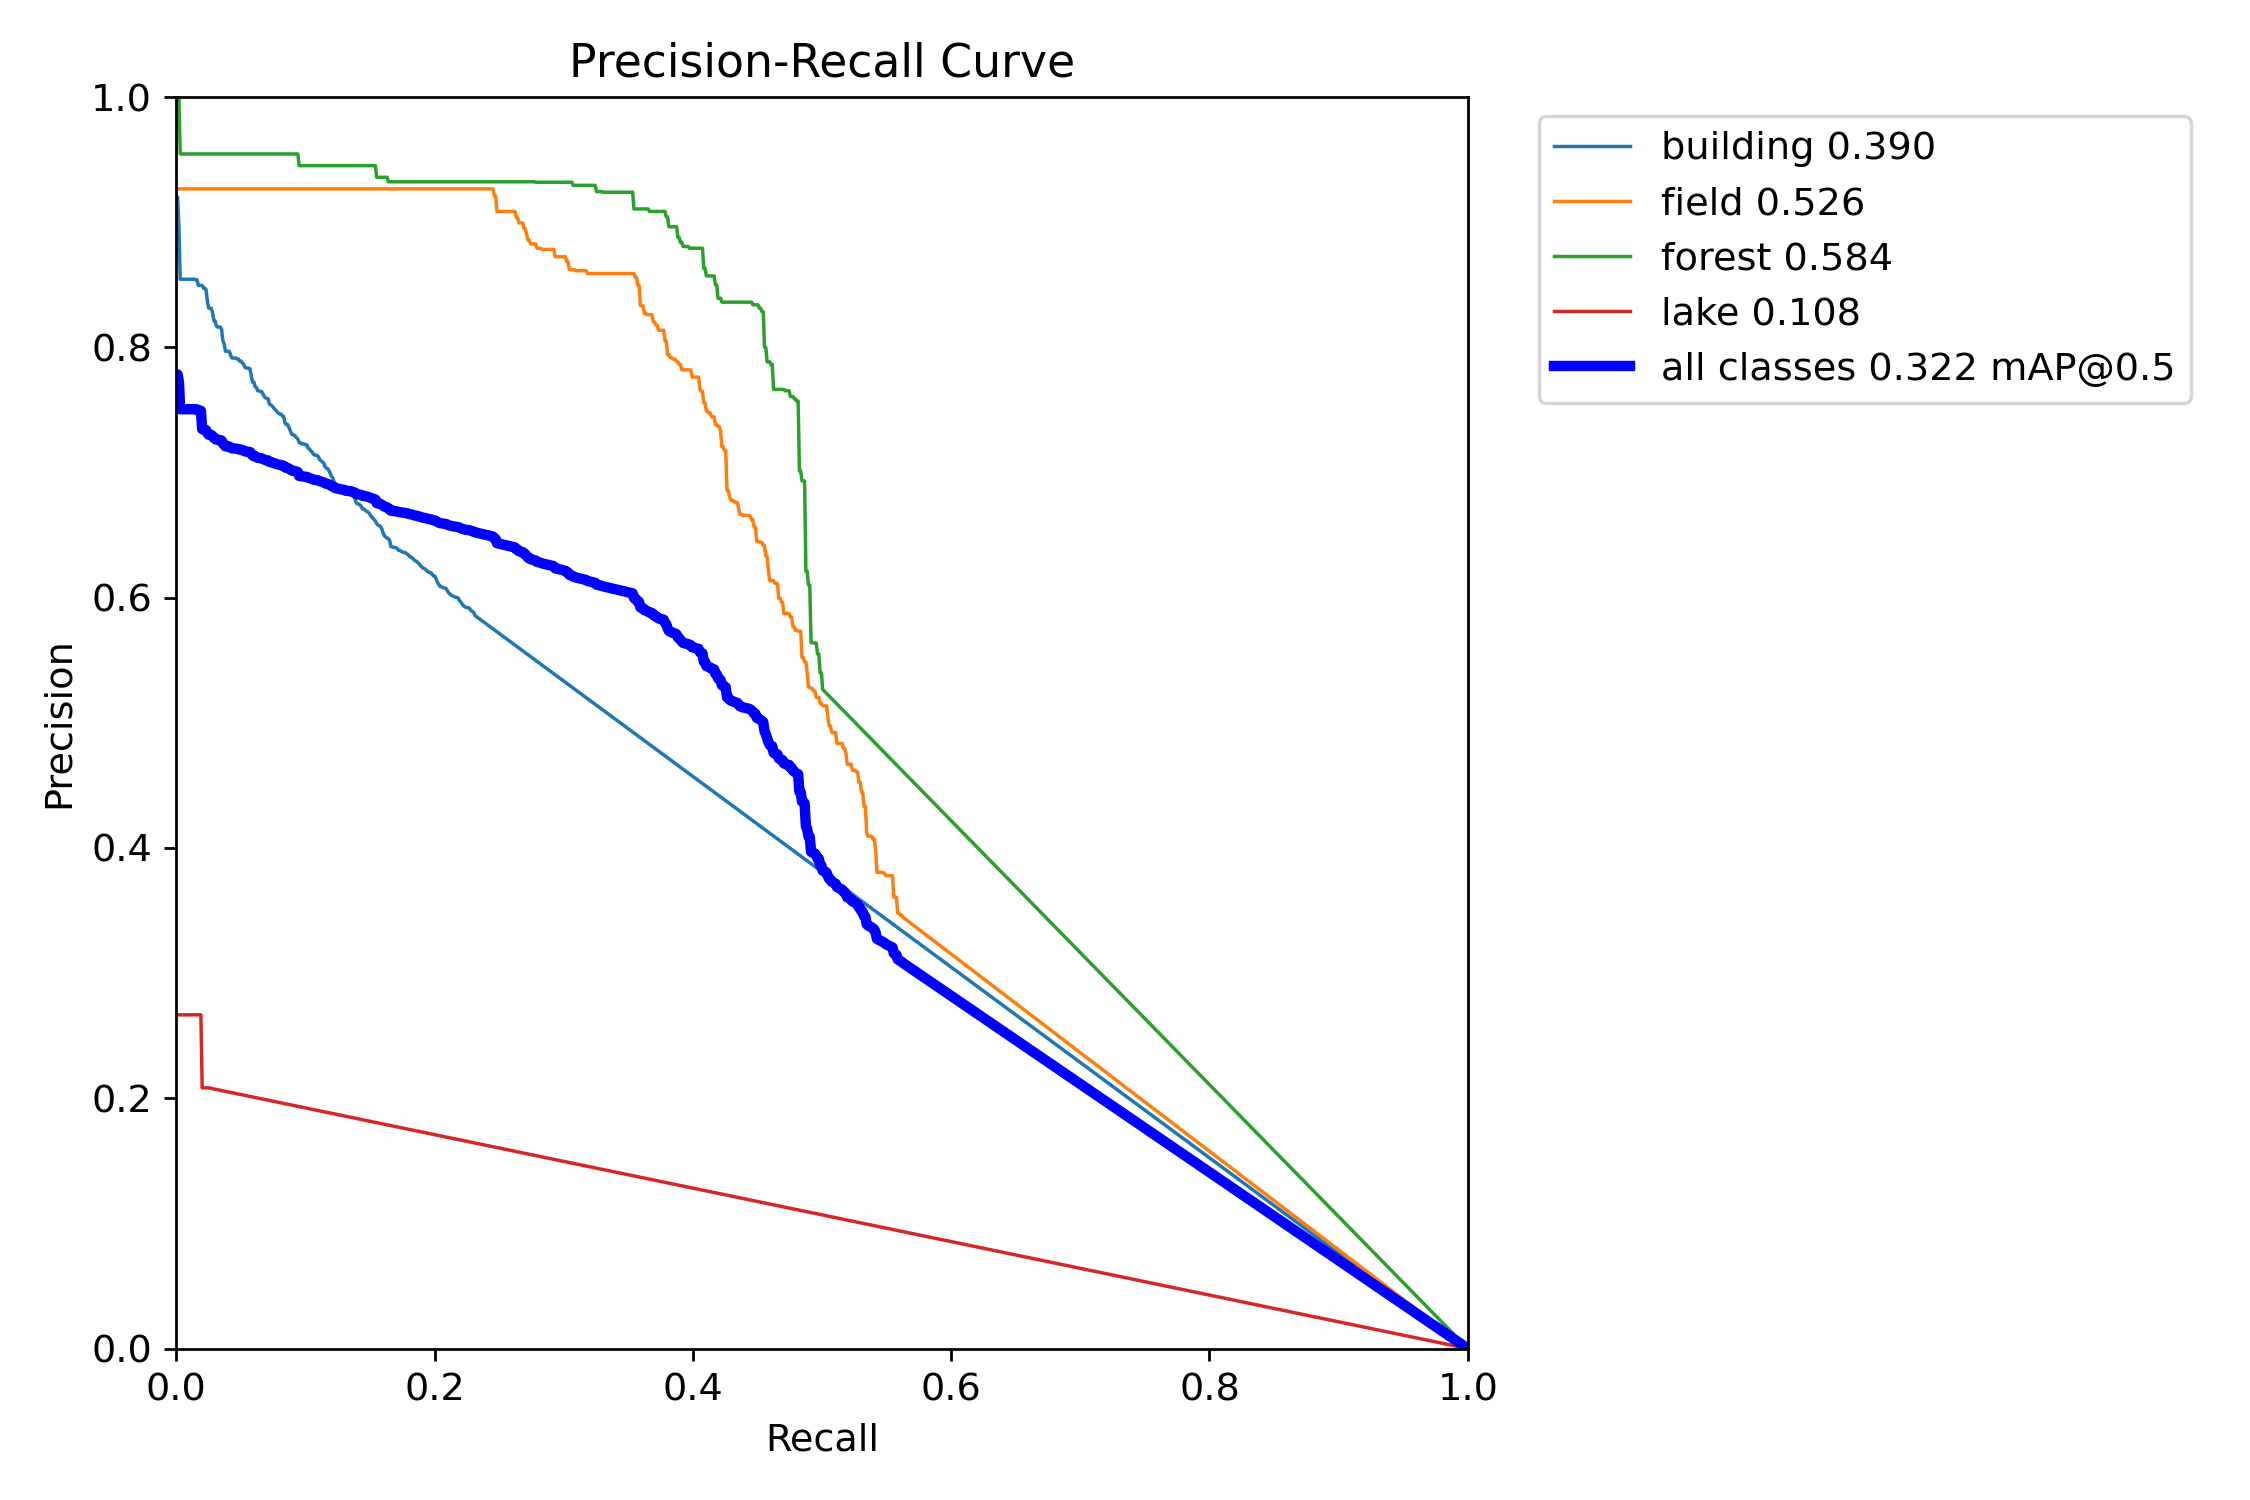 Precision-Recall Curve
1.0
0.8
0.6
0.4
0.2
0.0
Precision
0.0 0.2 0.4 0.6 0.8 1.0
Recall
building 0.390
field 0.526
forest 0.584
lake 0.108
all classes 0.322 mAP@0.5